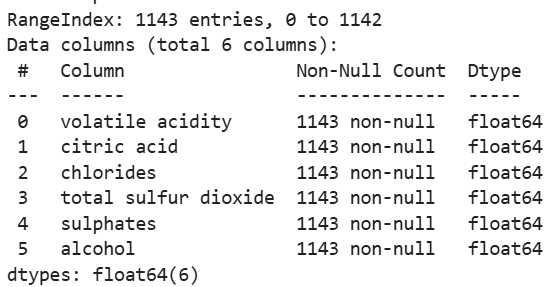 RangeIndex: 1143 entries, 0 to 1142
Data columns (total 6 columns):
 #   Column                Non-Null Count  Dtype
---  ------                --------------  -----
 0   volatile acidity      1143 non-null   float64
 1   citric acid           1143 non-null   float64
 2   chlorides             1143 non-null   float64
 3   total sulfur dioxide  1143 non-null   float64
 4   sulphates             1143 non-null   float64
 5   alcohol               1143 non-null   float64
dtypes: float64(6)